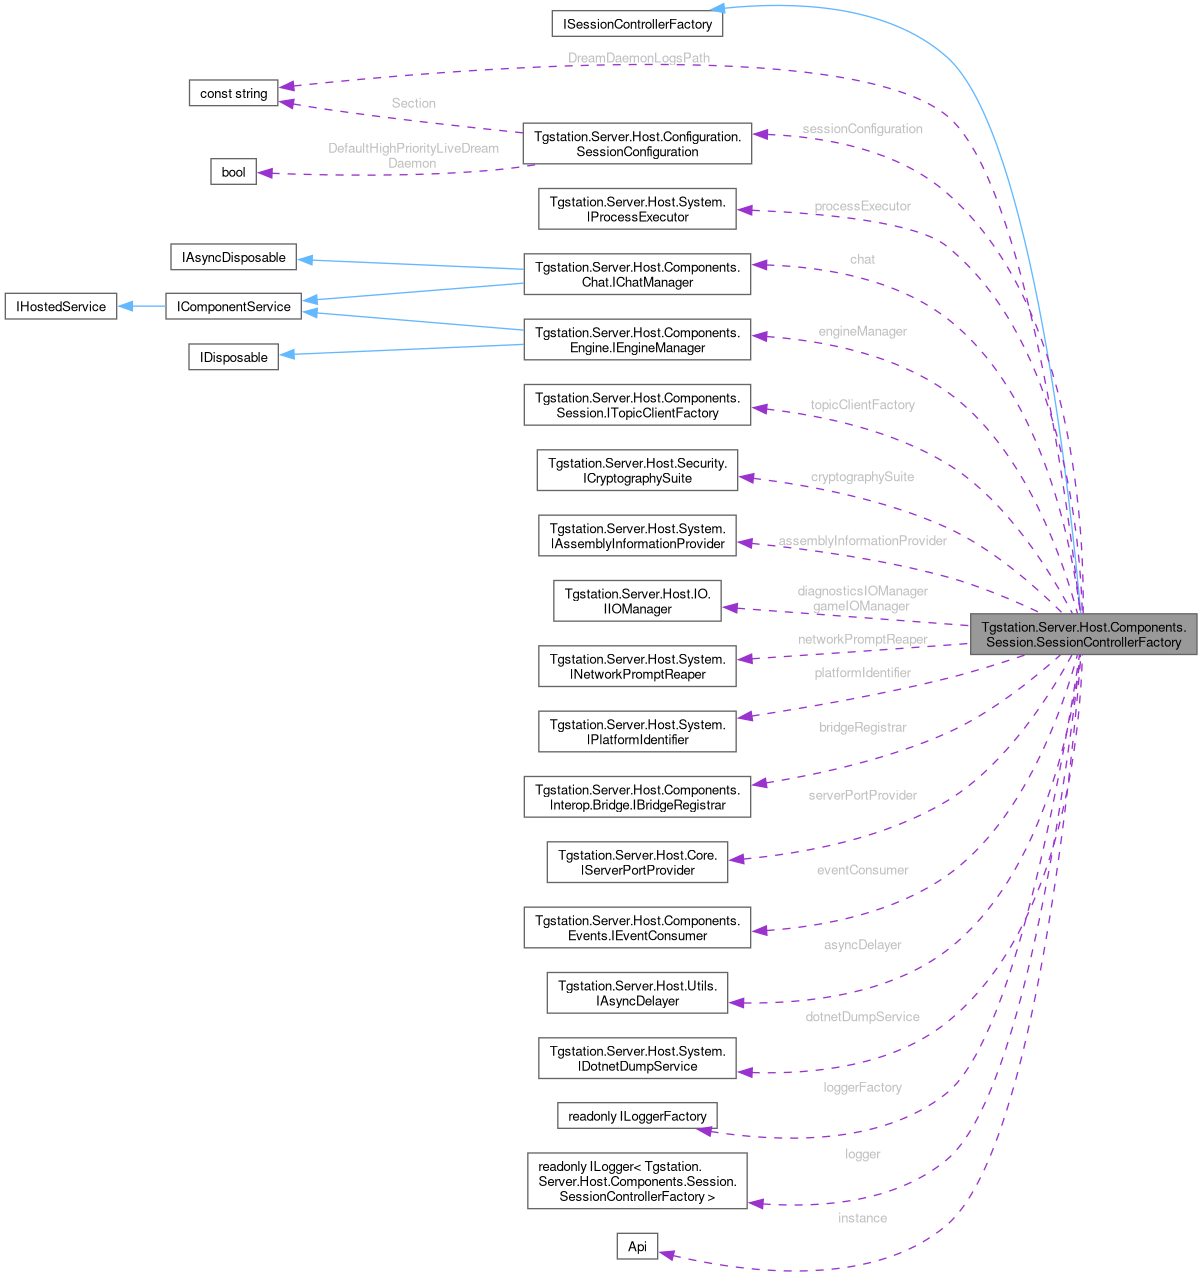 ISessionControllerFactory
DreamDaemonLogsPath
const string
Section
Tgstation.Server.Host.Configuration.
SessionConfiguration
sessionConfiguration
DefaultHighPriorityLiveDream
Daemon
bool
Tgstation.Server.Host.System.
IProcessExecutor
processExecutor
IAsyncDisposable
Tgstation.Server.Host.Components.
Chat.IChatManager
chat
IHostedService
IComponentService
Tgstation.Server.Host.Components.
Engine.IEngineManager
engineManager
IDisposable
Tgstation.Server.Host.Components.
Session.ITopicClientFactory
topicClientFactory
Tgstation.Server.Host.Security.
ICryptographySuite
cryptographySuite
Tgstation.Server.Host.System.
IAssemblyInformationProvider
assemblyInformationProvider
Tgstation.Server.Host.IO.
IIOManager
diagnosticsIOManager
gameIOManager
Tgstation.Server.Host.Components.
Session.SessionControllerFactory
Tgstation.Server.Host.System.
INetworkPromptReaper
networkPromptReaper
Tgstation.Server.Host.System.
IPlatformIdentifier
platformIdentifier
Tgstation.Server.Host.Components.
Interop.Bridge.IBridgeRegistrar
bridgeRegistrar
Tgstation.Server.Host.Core.
IServerPortProvider
serverPortProvider
Tgstation.Server.Host.Components.
Events.IEventConsumer
eventConsumer
Tgstation.Server.Host.Utils.
IAsyncDelayer
asyncDelayer
Tgstation.Server.Host.System.
IDotnetDumpService
dotnetDumpService
readonly ILoggerFactory
loggerFactory
readonly ILogger< Tgstation.
Server.Host.Components.Session.
SessionControllerFactory >
logger
Api
instance